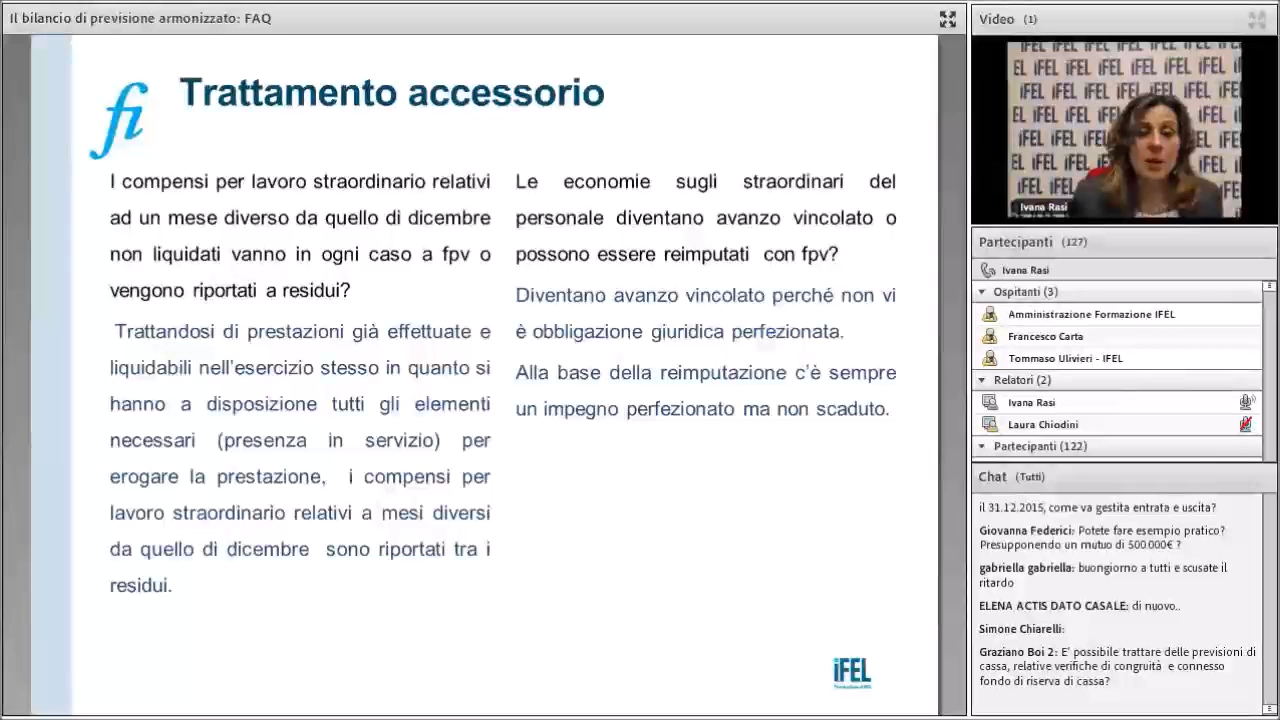 Il bilancio di previsione armonizzato: FAQ
fi
Trattamento accessorio
I compensi per lavoro straordinario relativi
ad un mese diverso da quello di dicembre
non liquidati vanno in ogni caso a fpv o
vengono riportati a residui?
Trattandosi di prestazioni già effettuate e
liquidabili nell'esercizio stesso in quanto si
hanno a disposizione tutti gli elementi
necessari (presenza in servizio) per
erogare la prestazione, i compensi per
lavoro straordinario relativi a mesi diversi
da quello di dicembre sono riportati tra i
residui.
Le economie sugli straordinari del
personale diventano avanzo vincolato o
possono essere reimputati con fpv?
Diventano avanzo vincolato perché non vi
è obbligazione giuridica perfezionata.
Alla base della reimputazione c'è sempre
un impegno perfezionato ma non scaduto.
iFEL
Video (1)
iFEL iFEL iFEL iFEL iFEL
Ivana Rasi
Partecipanti (127)
Ivana Rasi
Ospitanti (3)
Amministrazione Formazione IFEL
Francesco Carta
Tommaso Ulivieri - IFEL
Relatori (2)
Ivana Rasi
Laura Chiodini
Partecipanti (122)
Chat (Tutti)
il 31.12.2015, come va gestita entrata e uscita?
Giovanna Federici: Potete fare esempio pratico?
Presupponendo un mutuo di 500.000€ ?
gabriella gabriella: buongiorno a tutti e scusate il
ritardo
ELENA ACTIS DATO CASALE: di nuovo..
Simone Chiarelli:
Graziano Boi 2: E' possibile trattare delle previsioni di
cassa, relative verifiche di congruità e connesso
fondo di riserva di cassa?